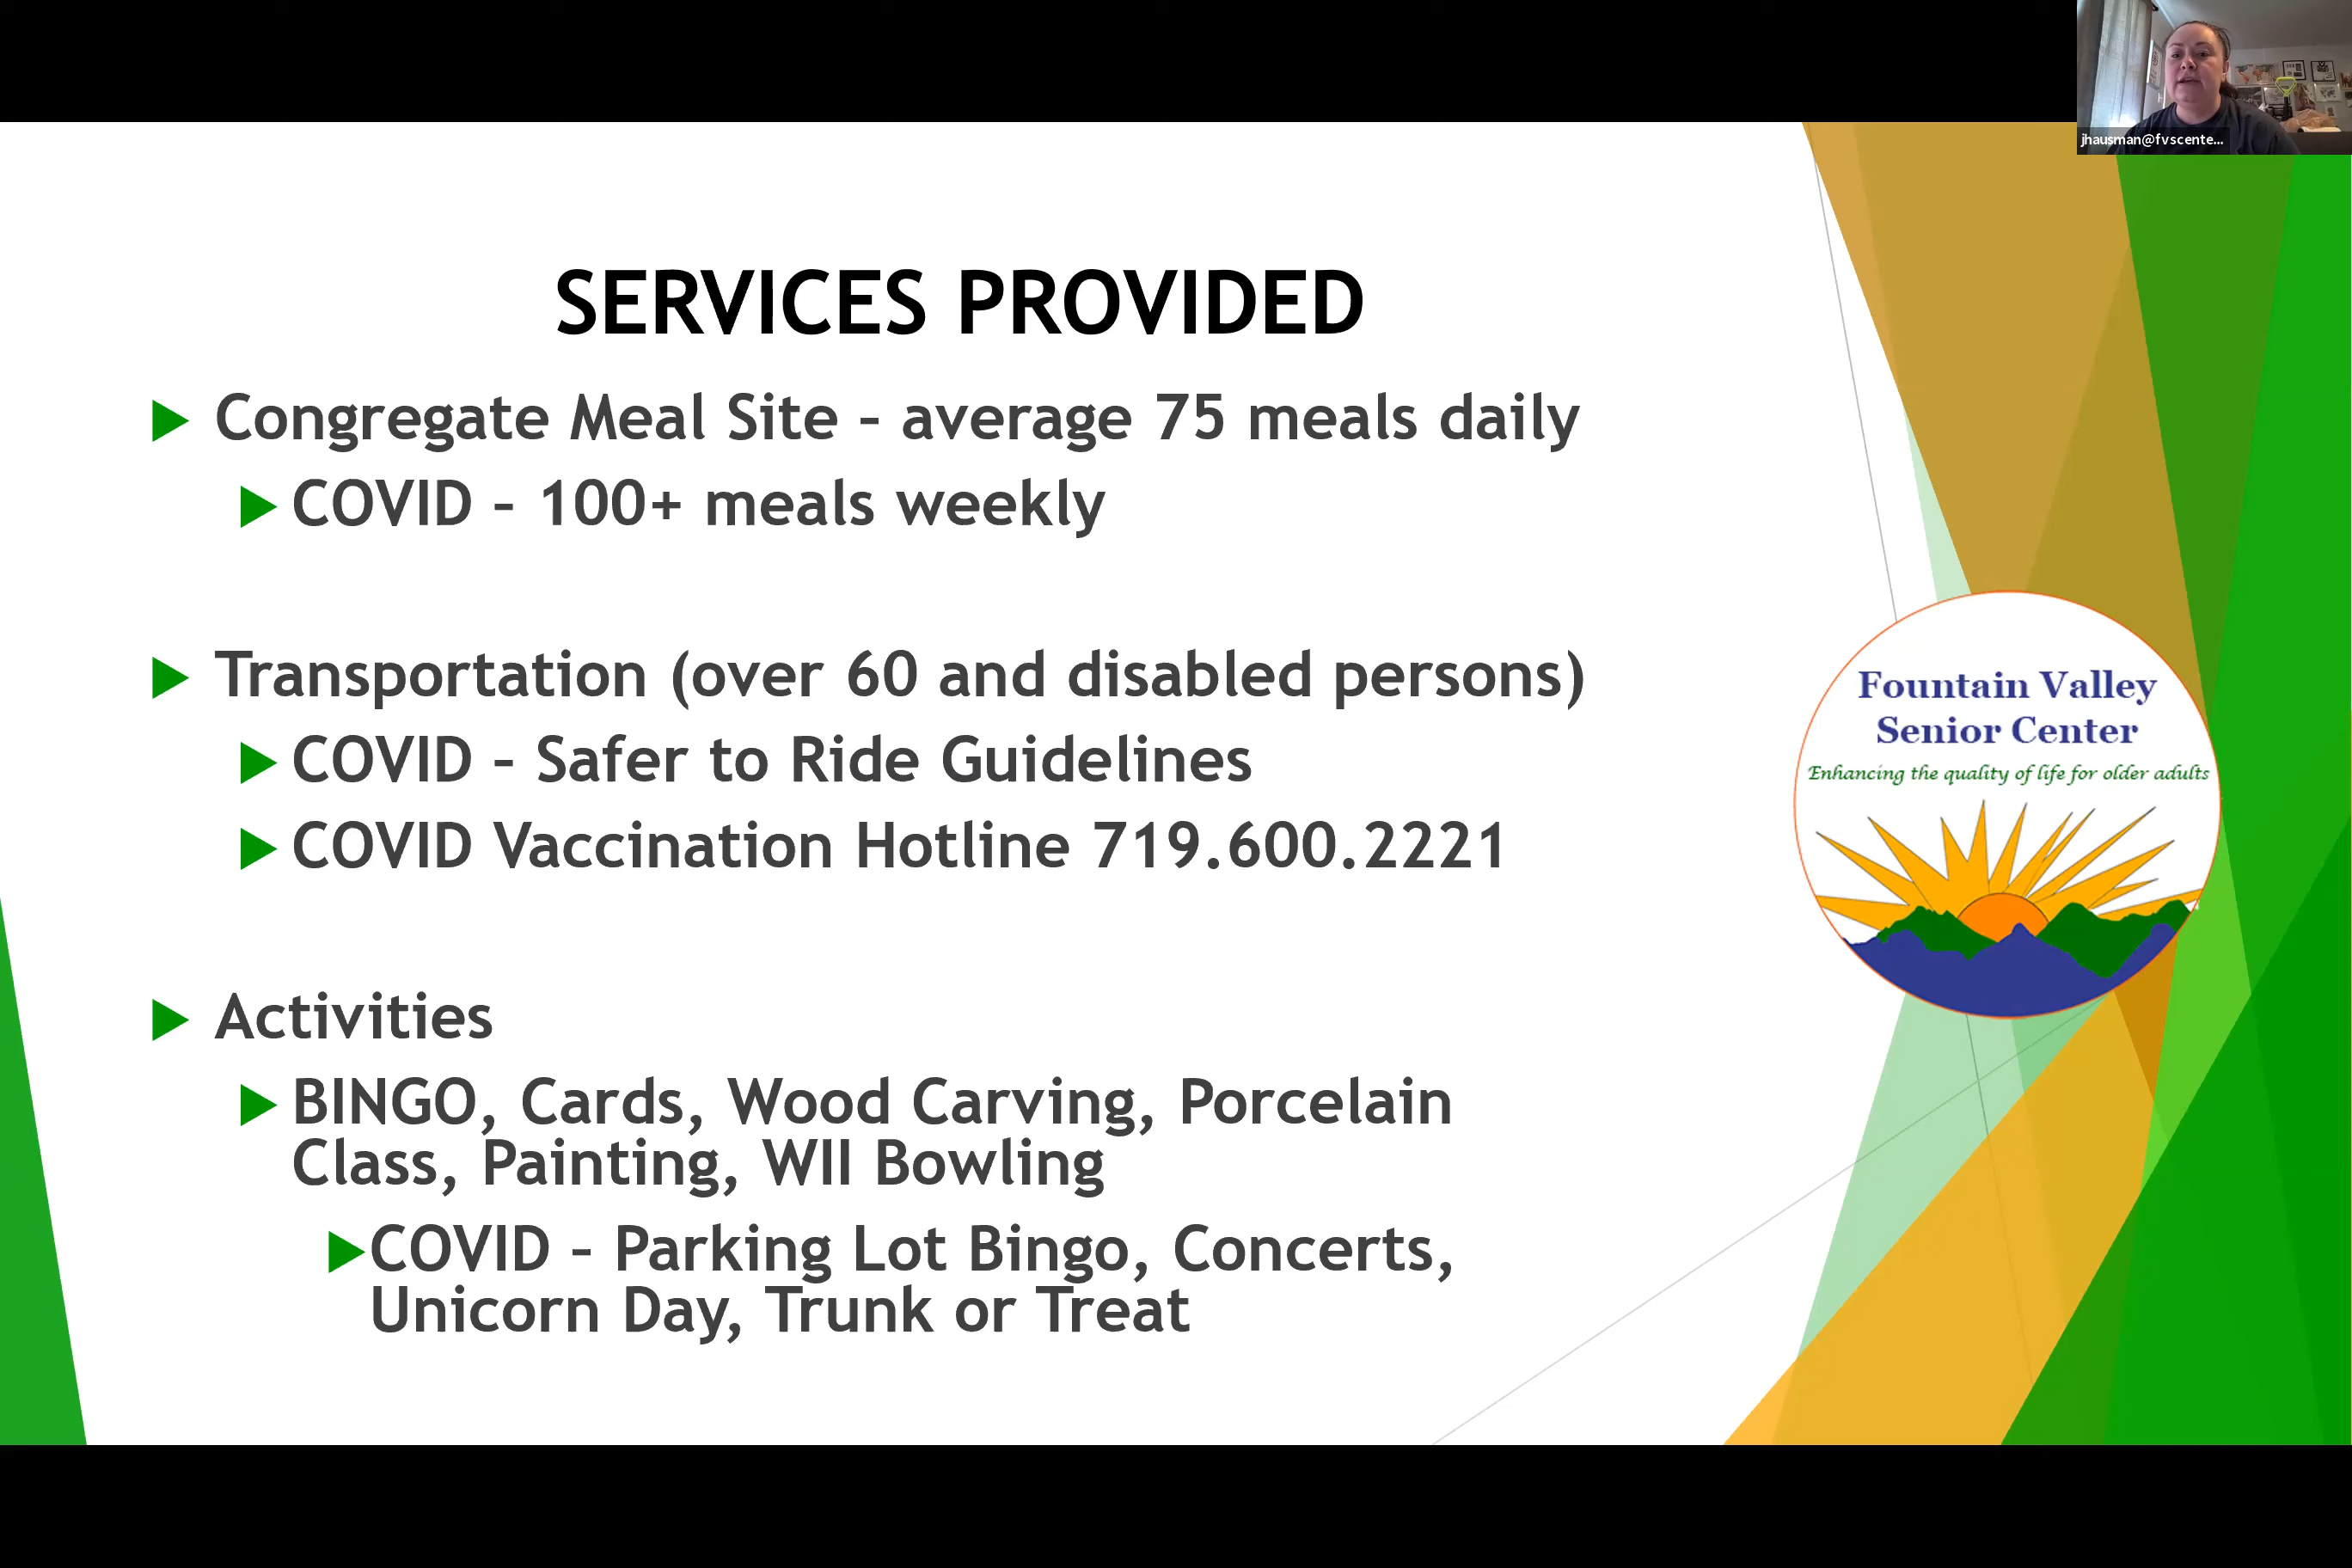 jhausman@fvscente...
SERVICES PROVIDED
Congregate Meal Site – average 75 meals daily
COVID – 100+ meals weekly
Transportation (over 60 and disabled persons)
COVID – Safer to Ride Guidelines
COVID Vaccination Hotline 719.600.2221
Activities
BINGO, Cards, Wood Carving, Porcelain
Class, Painting, WII Bowling
COVID – Parking Lot Bingo, Concerts,
Unicorn Day, Trunk or Treat
Fountain Valley
Senior Center
Enhancing the quality of life for older adults